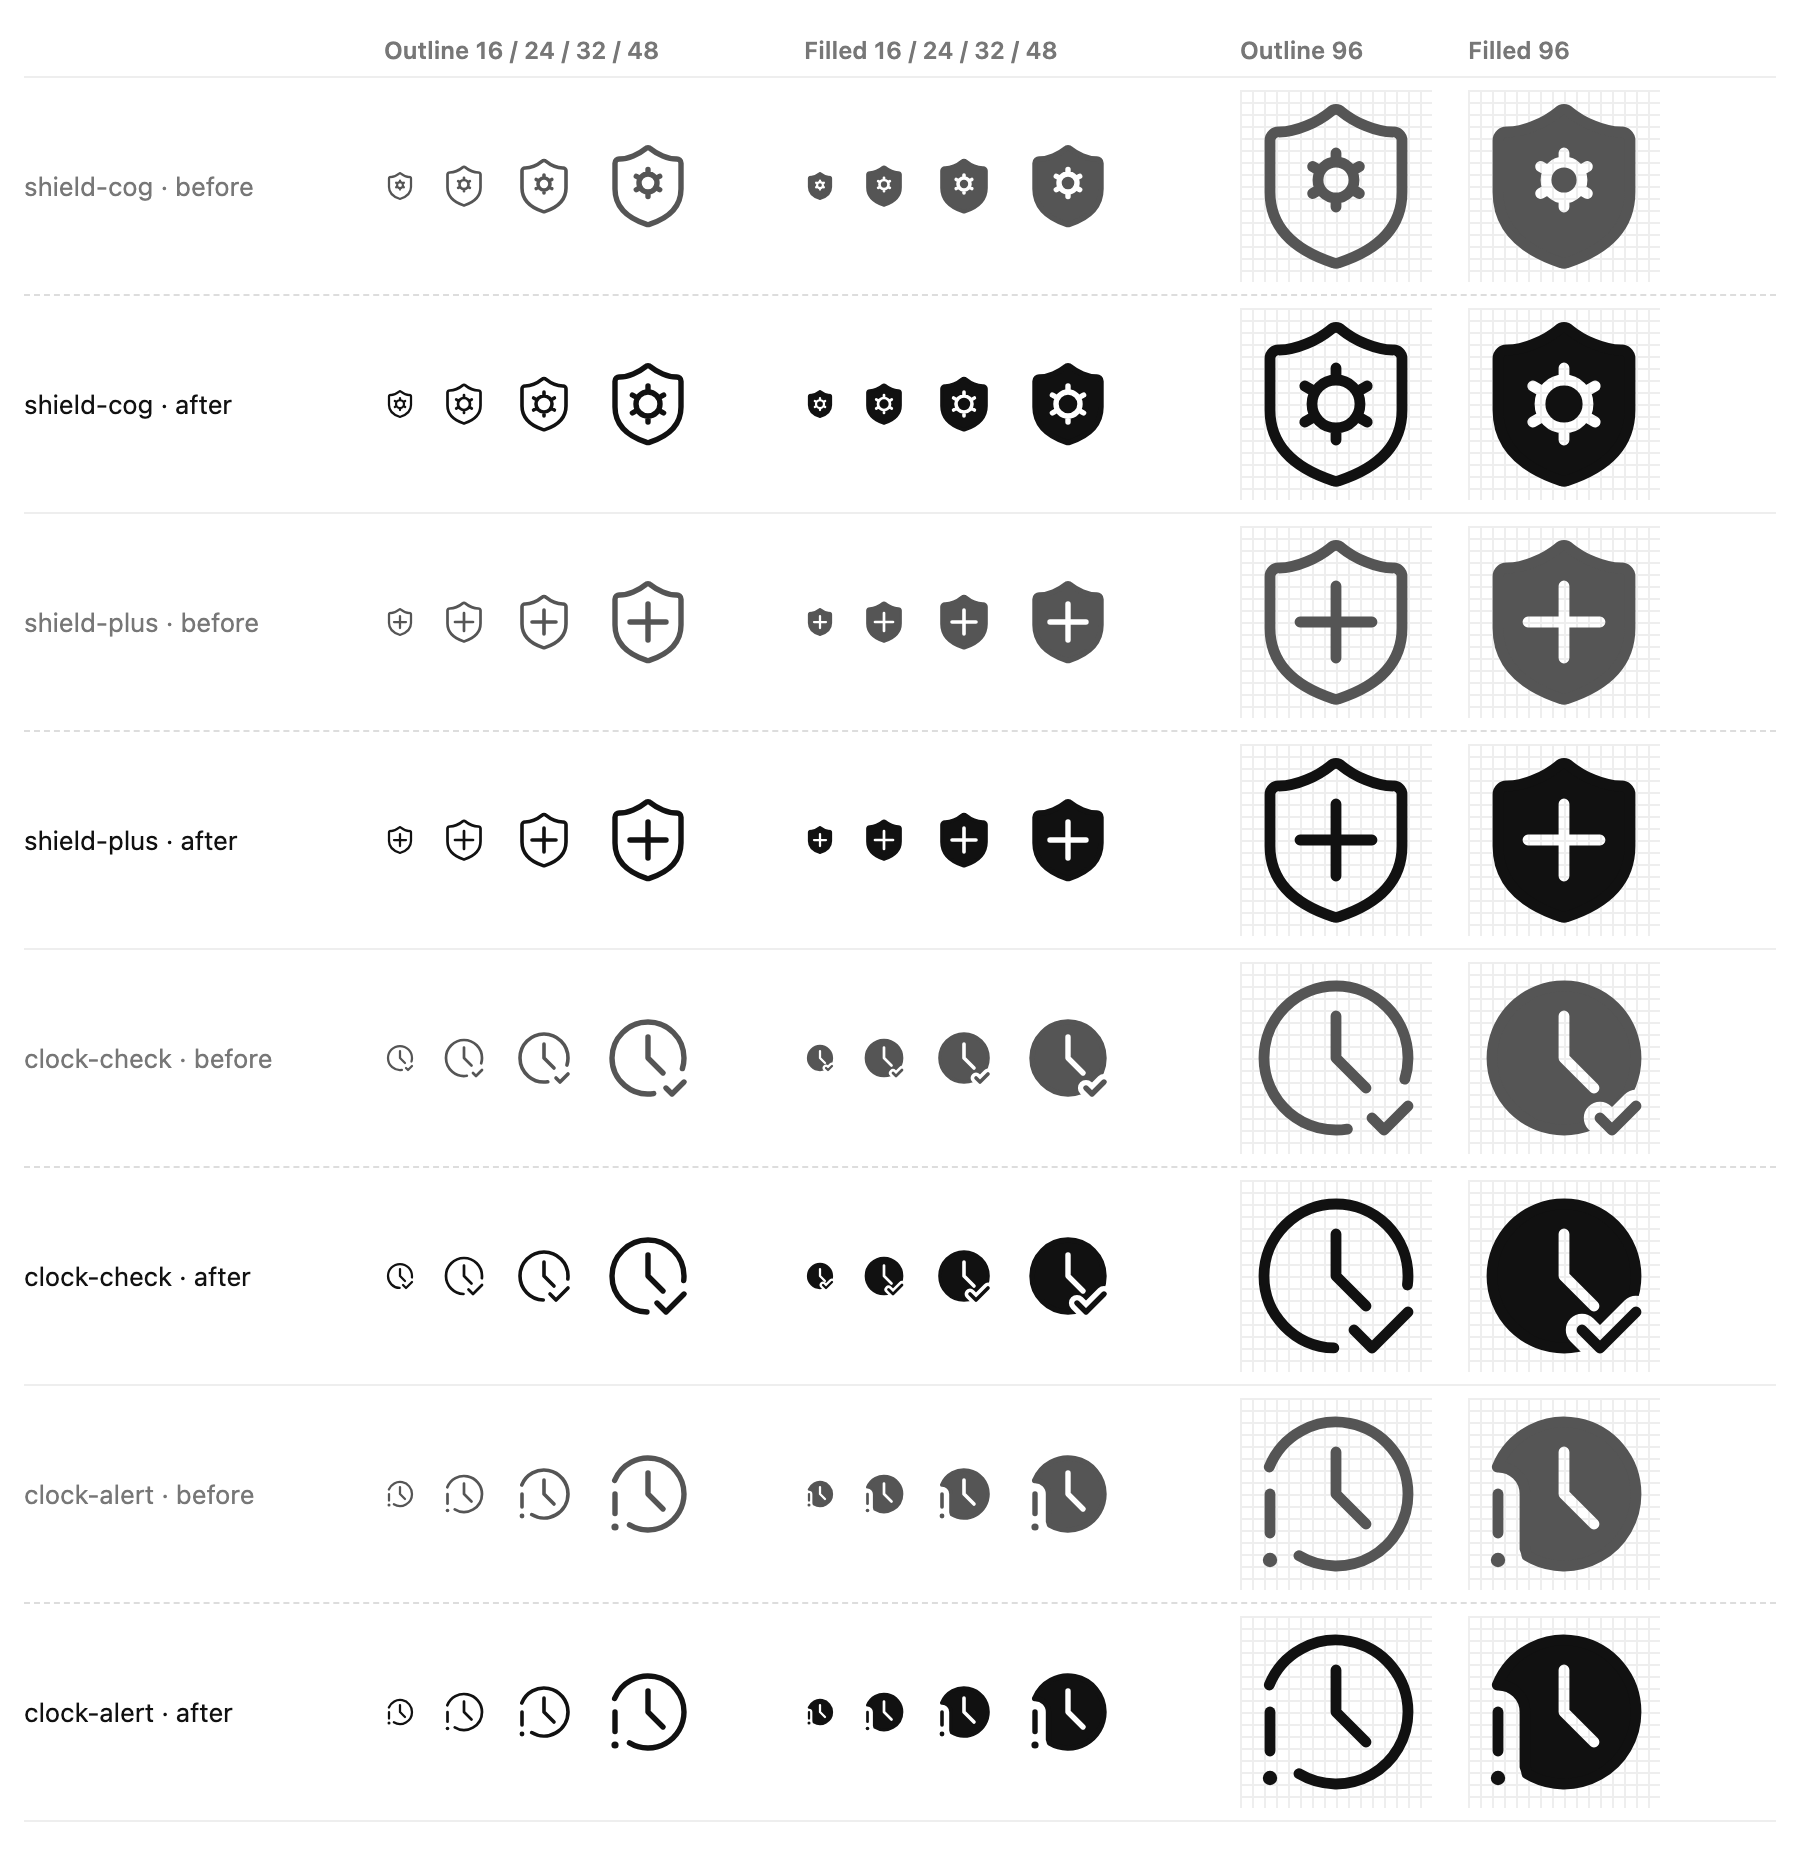 Outline 16 / 24 / 32 / 48 Filled 16 / 24 / 32 / 48 Outline 96 Filled 96
shield-cog · before
shield-cog · after
shield-plus · before
shield-plus · after
clock-check · before
clock-check · after
clock-alert · before
clock-alert · after